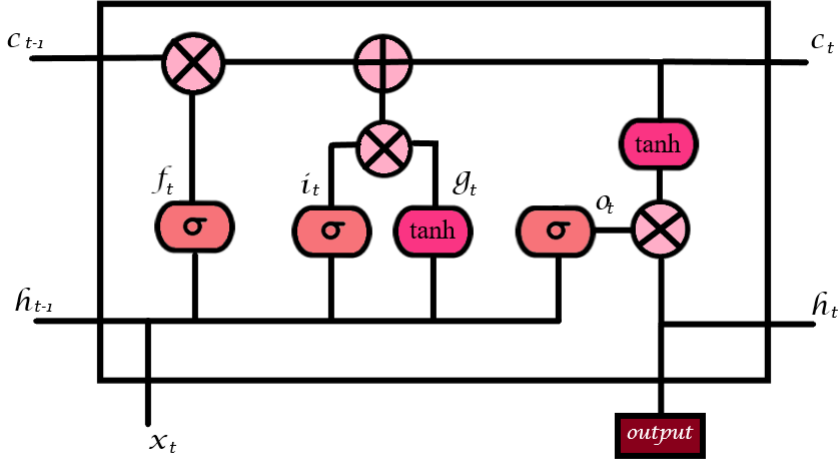 c t-1
c t
tanh
f t
i t
g t
o t
σ
σ
tanh
σ
h t-1
h t
x t
output